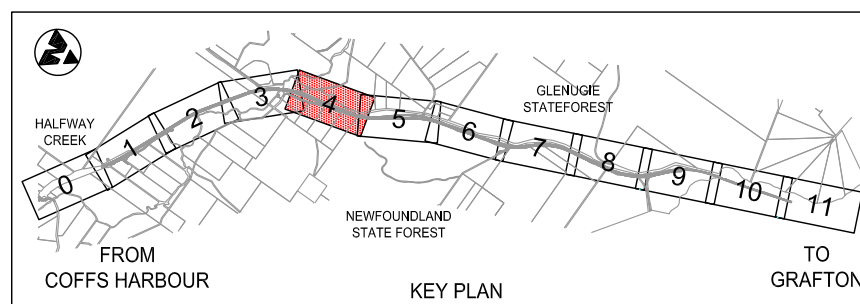 HALFWAY
CREEK
0
1
2
3
4
5
6
7
8
9
10
11
GLENUGIE
STATEFOREST
NEWFOUNDLAND
STATE FOREST
FROM
COFFS HARBOUR
TO
GRAFTON
KEY PLAN